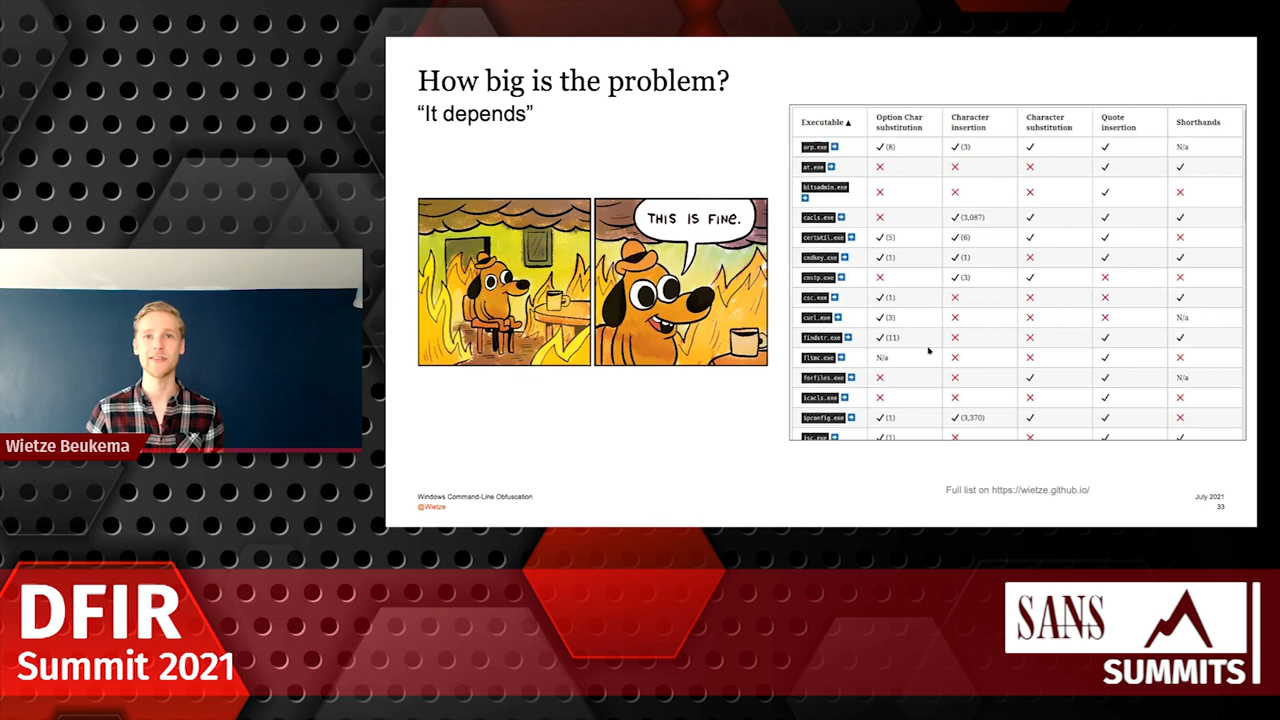 How big is the problem?
“It depends”
THIS IS FINE.
Executable ▲ Option Char substitution Character insertion Character substitution Quote insertion Shorthands
arp.exe ✓ (8) ✓ (3) ✓ ✓ N/a
at.exe ✗ ✗ ✗ ✓ ✓
bitsadmin.exe ✗ ✗ ✗ ✓ ✗
cacls.exe ✗ ✓ (3,087) ✓ ✓ ✓
certutil.exe ✓ (5) ✓ (6) ✓ ✓ ✗
cmdkey.exe ✓ (1) ✓ (1) ✗ ✓ ✓
cmstp.exe ✗ ✓ (3) ✓ ✗ ✗
csc.exe ✓ (1) ✗ ✗ ✗ ✓
curl.exe ✓ (3) ✗ ✗ ✗ N/a
findstr.exe ✓ (11) ✗ ✗ ✓ ✓
fltmc.exe N/a ✗ ✗ ✓ ✗
forfiles.exe ✗ ✗ ✓ ✓ N/a
icacls.exe ✗ ✗ ✗ ✓ ✗
ipconfig.exe ✓ (1) ✓ (3,370) ✓ ✓ ✗
jsc.exe ✓ (1) ✗ ✗ ✓ ✓
Wietze Beukema
Full list on https://wietze.github.io/
Windows Command-Line Obfuscation
@Wietze
July 2021
33
DFIR
Summit 2021
SANS
SUMMITS